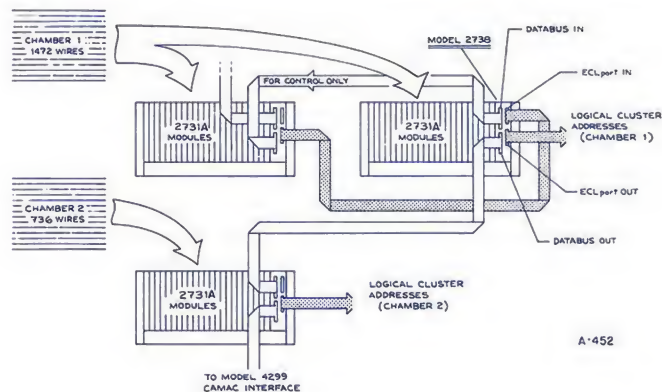 CHAMBER 1
1472 WIRES
FOR CONTROL ONLY
MODEL 2738
DATABUS IN
ECLport IN
2731A
MODULES
2731A
MODULES
LOGICAL CLUSTER
ADDRESSES
(CHAMBER 1)
ECLport OUT
DATABUS OUT
CHAMBER 2
736 WIRES
2731A
MODULES
LOGICAL CLUSTER
ADDRESSES
(CHAMBER 2)
A-452
TO MODEL 4299
CAMAC INTERFACE